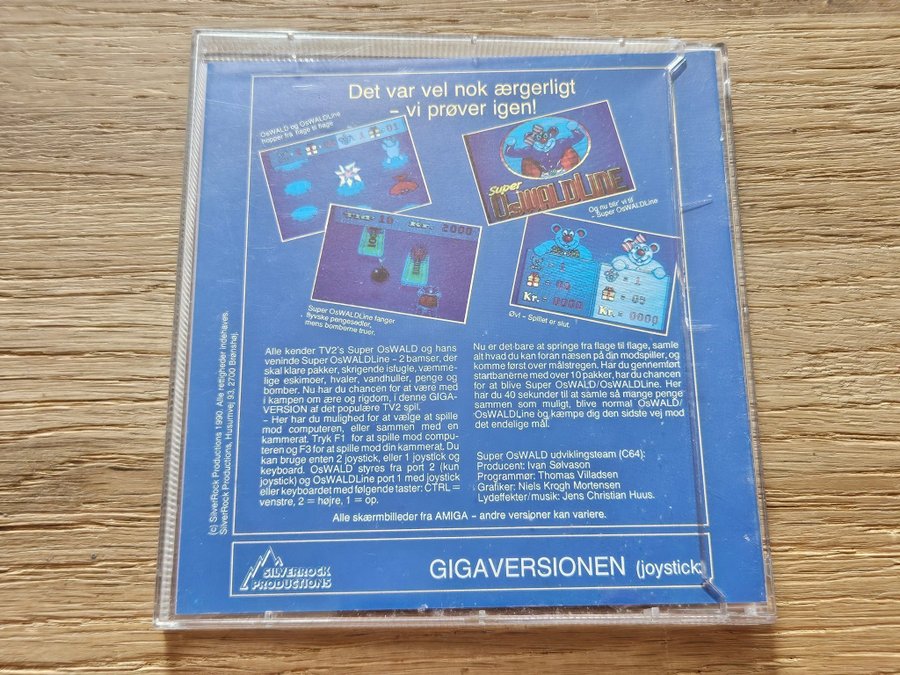 Det var vel nok ærgerligt
– vi prøver igen!
OsWALD og OsWALDLine
hopper fra flage til flage
Super
OsWALDLINE
Og nu blir' vi til
– Super OsWALDLine
Tid: 10 Kr. 2000
Super OsWALDLine fanger
flyvske pengesedler,
mens bomberne truer.
Kr. 0000
Kr. 0000
Øv! – Spillet er slut.
Alle kender TV2's Super OsWALD og hans
veninde Super OsWALDLine – 2 bamser, der
skal klare pakker, skrigende isfugle, væmme-
lige eskimoer, hvaler, vandhuller, penge og
bomber. Nu har du chancen for at være med
i kampen om ære og rigdom, i denne GIGA-
VERSION af det populære TV2 spil.
– Her har du mulighed for at vælge at spille
mod computeren, eller sammen med en
kammerat. Tryk F1 for at spille mod compu-
teren og F3 for at spille mod din kammerat. Du
kan bruge enten 2 joystick, eller 1 joystick og
keyboard. OsWALD styres fra port 2 (kun
joystick) og OsWALDLine port 1 med joystick
eller keyboardet med følgende taster: CTRL =
venstre, 2 = højre, 1 = op.
Nu er det bare at springe fra flage til flage, samle
alt hvad du kan foran næsen på din modspiller, og
komme først over målstregen. Har du gennemført
startbanerne med over 10 pakker, har du chancen
for at blive Super OsWALD/OsWALDLine. Her
har du 40 sekunder til at samle så mange penge
sammen som muligt, blive normal OsWALD/
OsWALDLine og kæmpe dig den sidste vej mod
det endelige mål.
Super OsWALD udviklingsteam (C64):
Producent: Ivan Sølvason
Programmør: Thomas Villadsen
Grafiker: Niels Krogh Mortensen
Lydeffekter/musik: Jens Christian Huus.
Alle skærmbilleder fra AMIGA – andre versioner kan variere.
(c) SilverRock Productions 1990. Alle rettigheder indehaves.
SilverRock Productions, Husumvej 93, 2700 Brønshøj.
SILVERROCK
PRODUCTIONS
GIGAVERSIONEN (joystick)